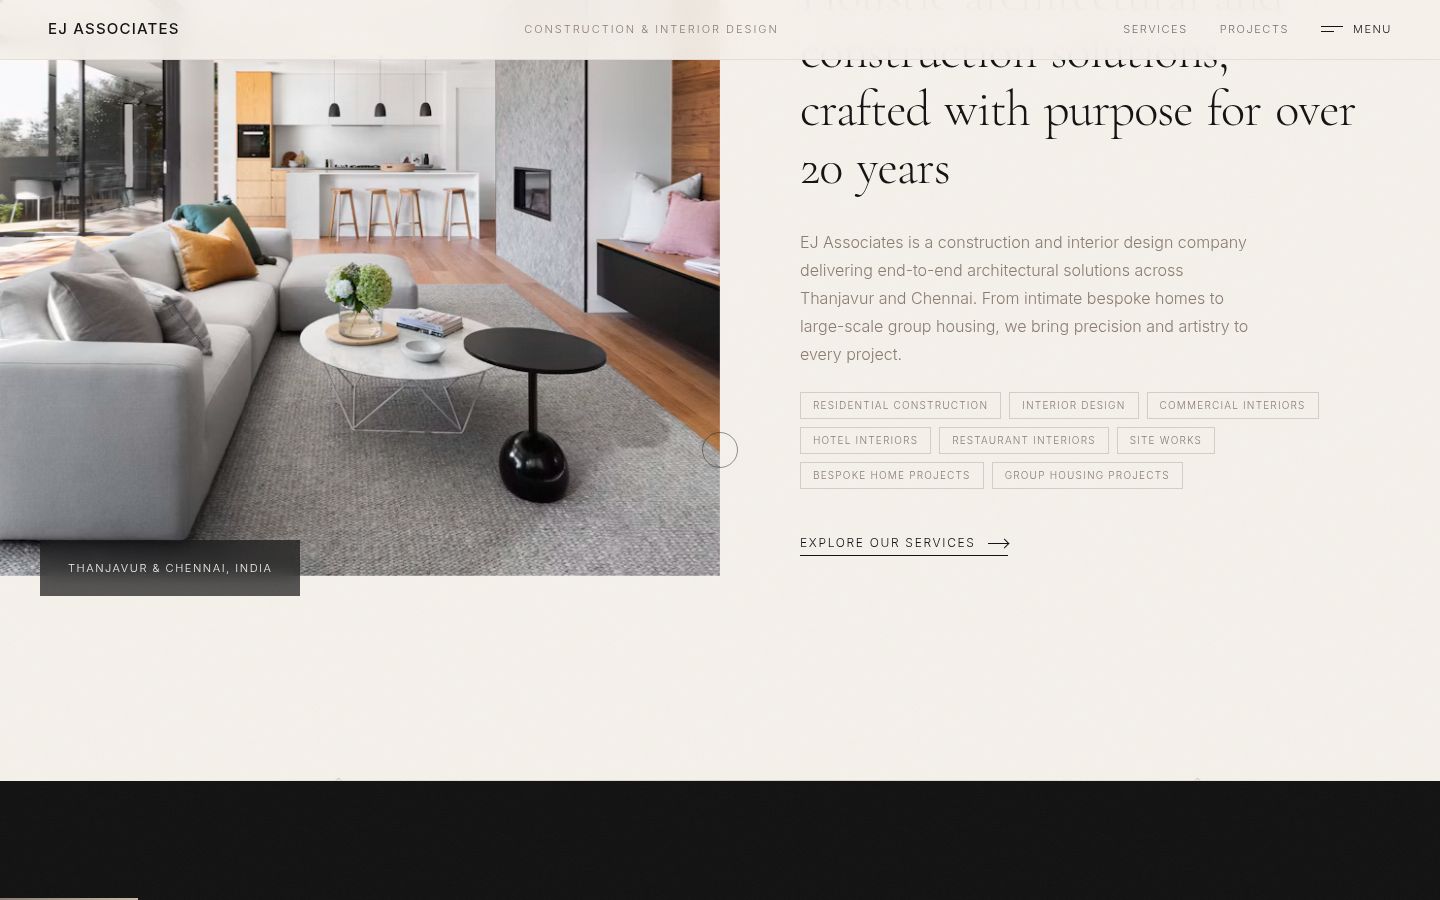 EJ ASSOCIATES
CONSTRUCTION & INTERIOR DESIGN
SERVICES
PROJECTS
MENU
Holistic architectural and
construction solutions,
crafted with purpose for over
20 years
EJ Associates is a construction and interior design company
delivering end-to-end architectural solutions across
Thanjavur and Chennai. From intimate bespoke homes to
large-scale group housing, we bring precision and artistry to
every project.
RESIDENTIAL CONSTRUCTION
INTERIOR DESIGN
COMMERCIAL INTERIORS
HOTEL INTERIORS
RESTAURANT INTERIORS
SITE WORKS
BESPOKE HOME PROJECTS
GROUP HOUSING PROJECTS
EXPLORE OUR SERVICES
THANJAVUR & CHENNAI, INDIA